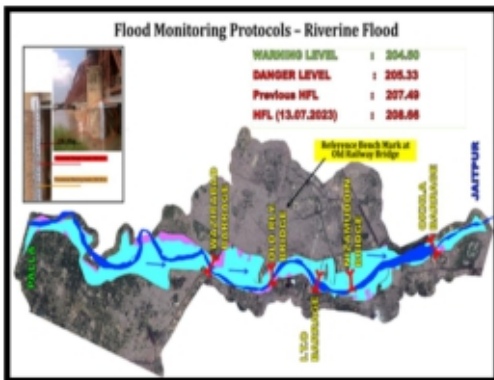 Flood Monitoring Protocols – Riverine Flood
WARNING LEVEL : 204.50
DANGER LEVEL : 205.33
Previous HFL : 207.49
HFL (13.07.2023) : 208.66
Reference Bench Mark at
Old Railway Bridge
PALLA
WAZIRABAD
BARRAGE
OLD RLY
BRIDGE
I.T.O
BARRAGE
NIZAMUDDIN
BRIDGE
OKHLA
BARRAGE
JAITPUR